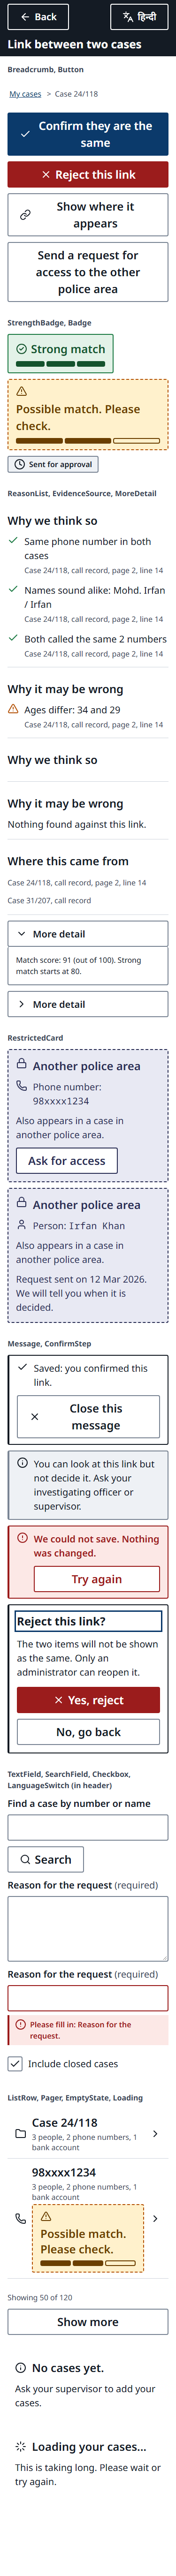 Back
हिन्दी
Link between two cases
Breadcrumb, Button
My cases > Case 24/118
Confirm they are the
same
Reject this link
Show where it
appears
Send a request for
access to the other
police area
StrengthBadge, Badge
Strong match
Possible match. Please
check.
Sent for approval
ReasonList, EvidenceSource, MoreDetail
Why we think so
Same phone number in both
cases
Case 24/118, call record, page 2, line 14
Names sound alike: Mohd. Irfan
/ Irfan
Case 24/118, call record, page 2, line 14
Both called the same 2 numbers
Case 24/118, call record, page 2, line 14
Why it may be wrong
Ages differ: 34 and 29
Case 24/118, call record, page 2, line 14
Why we think so
Why it may be wrong
Nothing found against this link.
Where this came from
Case 24/118, call record, page 2, line 14
Case 31/207, call record
More detail
Match score: 91 (out of 100). Strong
match starts at 80.
More detail
RestrictedCard
Another police area
Phone number:
98xxxx1234
Also appears in a case in
another police area.
Ask for access
Another police area
Person: Irfan Khan
Also appears in a case in
another police area.
Request sent on 12 Mar 2026.
We will tell you when it is
decided.
Message, ConfirmStep
Saved: you confirmed this
link.
Close this
message
You can look at this link but
not decide it. Ask your
investigating officer or
supervisor.
We could not save. Nothing
was changed.
Try again
Reject this link?
The two items will not be shown
as the same. Only an
administrator can reopen it.
Yes, reject
No, go back
TextField, SearchField, Checkbox,
LanguageSwitch (in header)
Find a case by number or name
Search
Reason for the request (required)
Reason for the request (required)
Please fill in: Reason for the
request.
Include closed cases
ListRow, Pager, EmptyState, Loading
Case 24/118
3 people, 2 phone numbers, 1
bank account
98xxxx1234
3 people, 2 phone numbers, 1
bank account
Possible match.
Please check.
Showing 50 of 120
Show more
No cases yet.
Ask your supervisor to add your
cases.
Loading your cases...
This is taking long. Please wait or
try again.